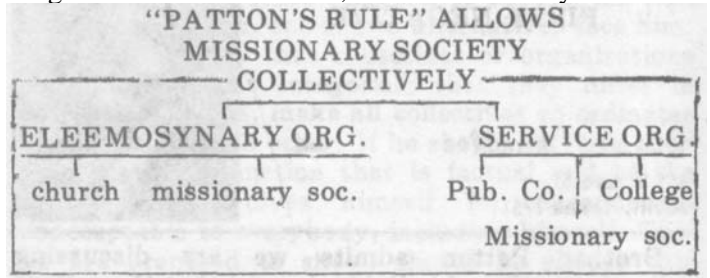 "PATTON'S RULE" ALLOWS
MISSIONARY SOCIETY
COLLECTIVELY
ELEEMOSYNARY ORG. SERVICE ORG.
church missionary soc. Pub. Co. College
Missionary soc.